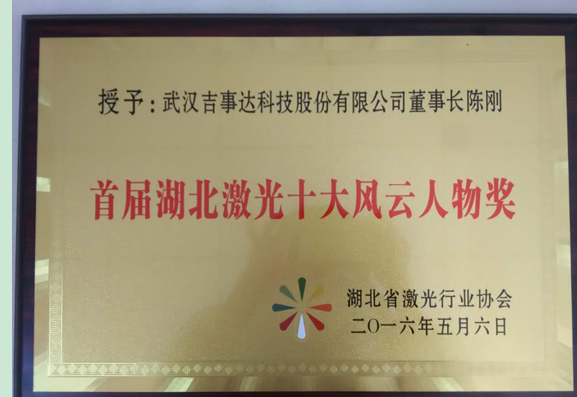 授予：武汉吉事达科技股份有限公司董事长陈刚
首届湖北激光十大风云人物奖
湖北省激光行业协会
二〇一六年五月六日